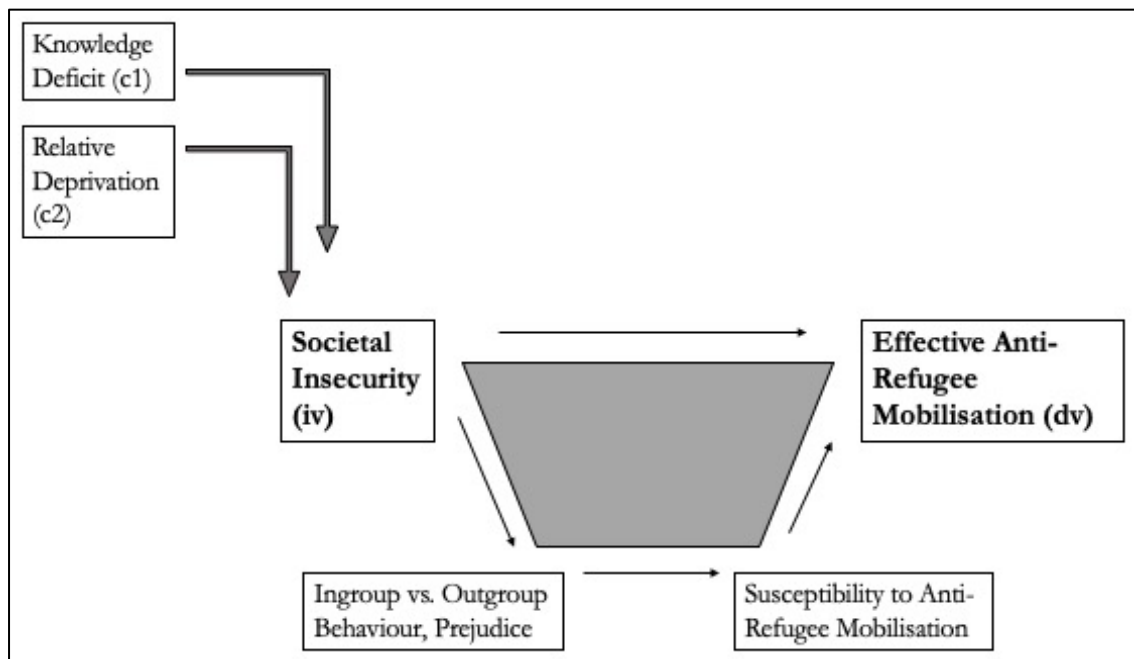 Knowledge
Deficit (c1)
Relative
Deprivation
(c2)
Societal
Insecurity
(iv)
Effective Anti-
Refugee
Mobilisation (dv)
Ingroup vs. Outgroup
Behaviour, Prejudice
Susceptibility to Anti-
Refugee Mobilisation